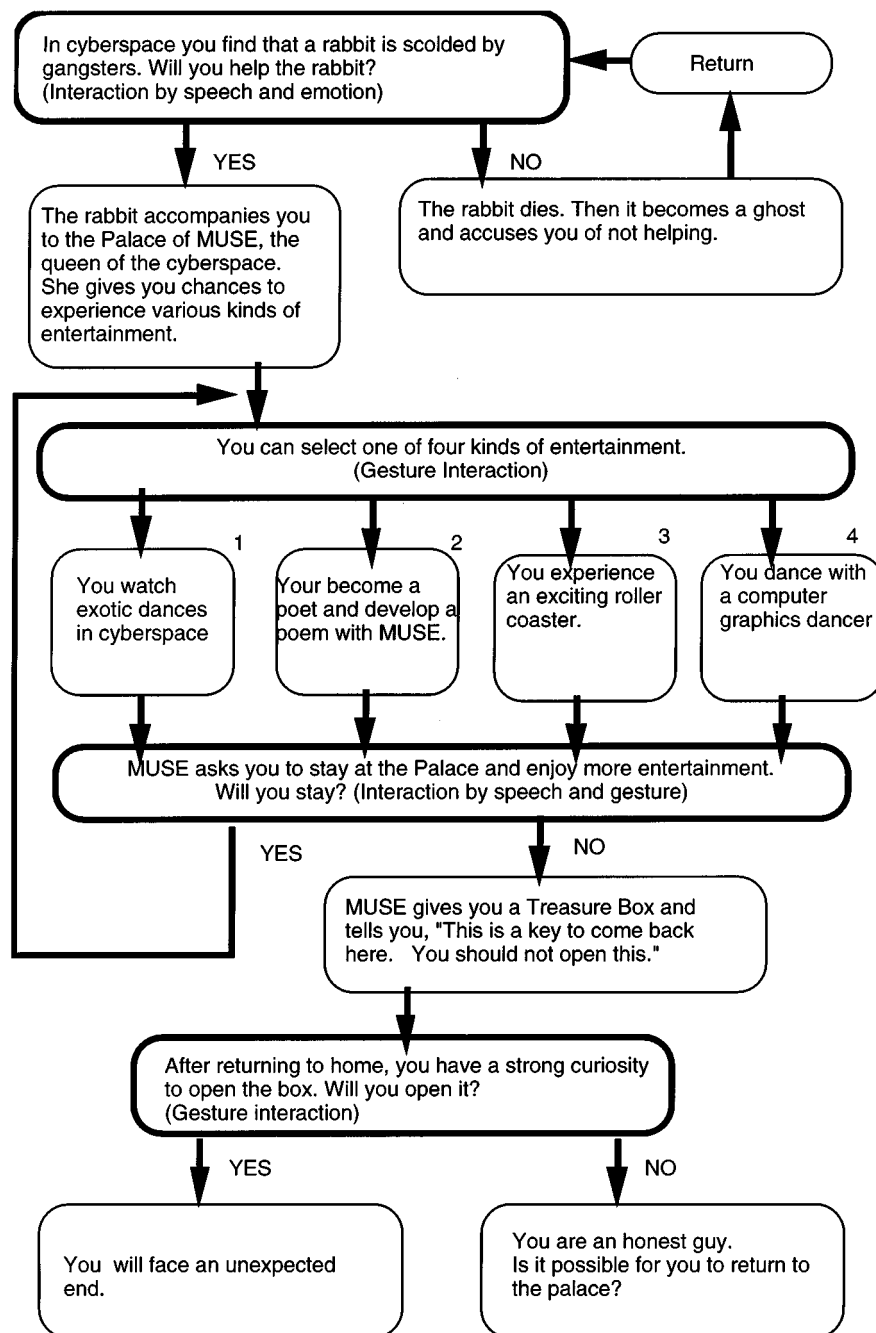 In cyberspace you find that a rabbit is scolded by
gangsters. Will you help the rabbit?
(Interaction by speech and emotion)
Return
YES
NO
The rabbit accompanies you
to the Palace of MUSE, the
queen of the cyberspace.
She gives you chances to
experience various kinds of
entertainment.
The rabbit dies. Then it becomes a ghost
and accuses you of not helping.
You can select one of four kinds of entertainment.
(Gesture Interaction)
1
You watch
exotic dances
in cyberspace
2
Your become a
poet and develop a
poem with MUSE.
3
You experience
an exciting roller
coaster.
4
You dance with
a computer
graphics dancer
MUSE asks you to stay at the Palace and enjoy more entertainment.
Will you stay? (Interaction by speech and gesture)
YES
NO
MUSE gives you a Treasure Box and
tells you, "This is a key to come back
here. You should not open this."
After returning to home, you have a strong curiosity
to open the box. Will you open it?
(Gesture interaction)
YES
NO
You will face an unexpected
end.
You are an honest guy.
Is it possible for you to return to
the palace?